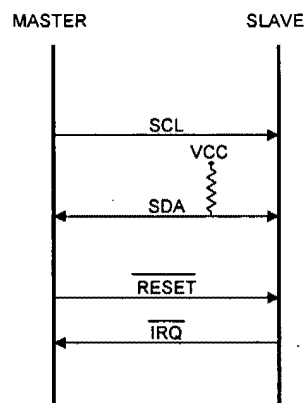 MASTER SLAVE
SCL
VCC
SDA
RESET
IRQ